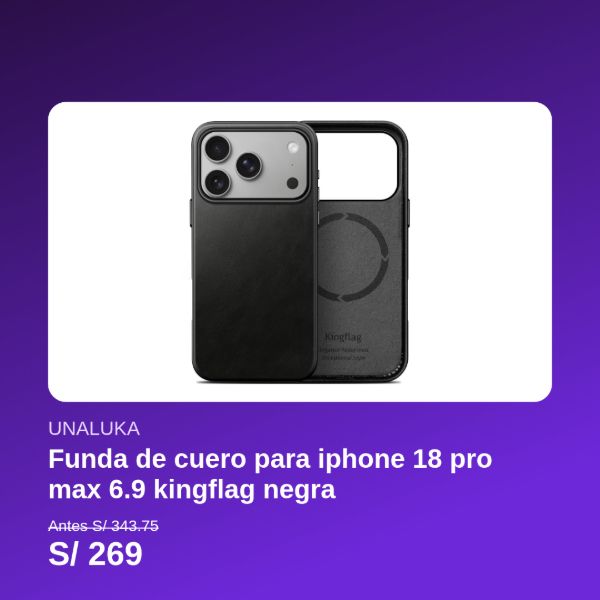 Kingflag
UNALUKA
Funda de cuero para iphone 18 pro
max 6.9 kingflag negra
Antes S/ 343.75
S/ 269